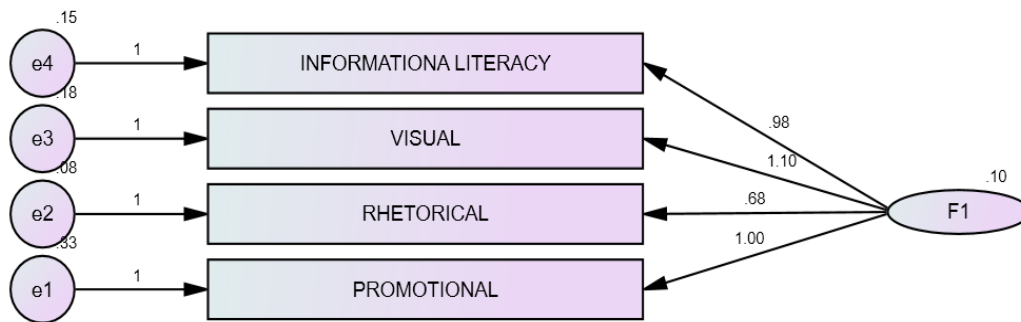 .15
e4
1
INFORMATIONA LITERACY
.98
.18
e3
1
VISUAL
1.10
.10
.08
e2
1
RHETORICAL
.68
F1
.33
e1
1
PROMOTIONAL
1.00